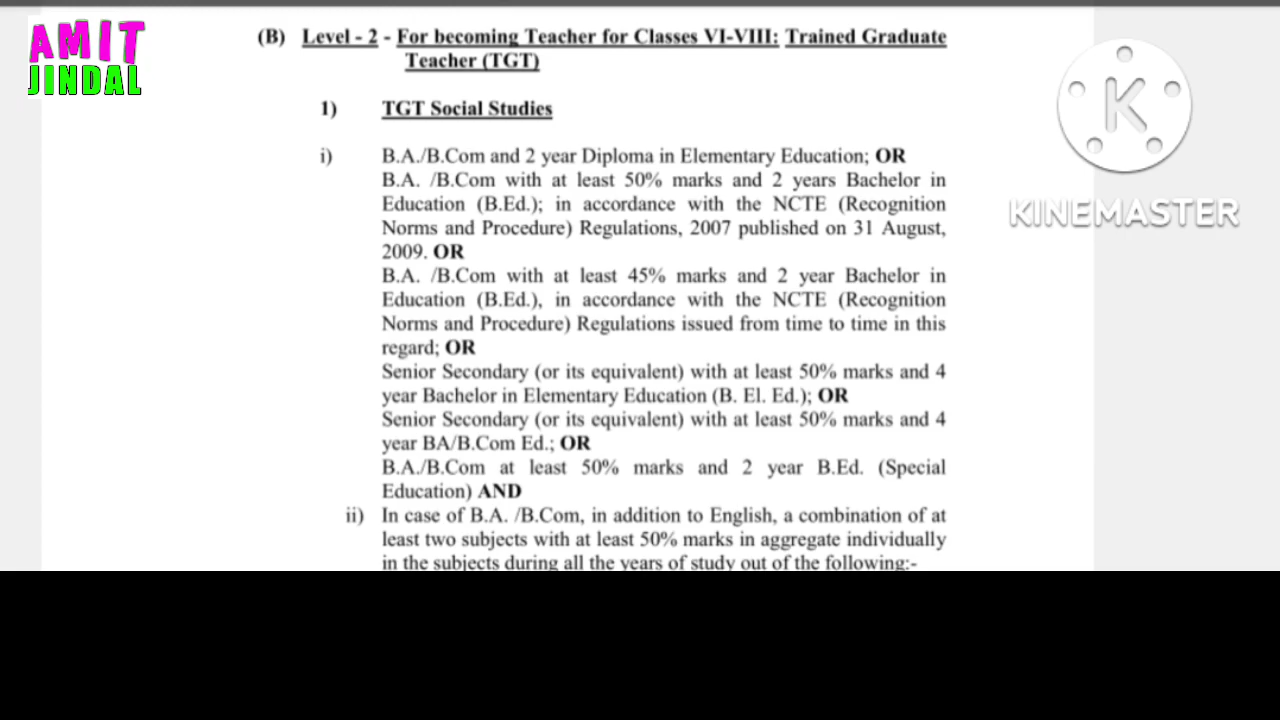 AMIT
JINDAL
(B) Level - 2 - For becoming Teacher for Classes VI-VIII: Trained Graduate
Teacher (TGT)
1) TGT Social Studies
i) B.A./B.Com and 2 year Diploma in Elementary Education; OR
B.A. /B.Com with at least 50% marks and 2 years Bachelor in
Education (B.Ed.); in accordance with the NCTE (Recognition
Norms and Procedure) Regulations, 2007 published on 31 August,
2009. OR
B.A. /B.Com with at least 45% marks and 2 year Bachelor in
Education (B.Ed.), in accordance with the NCTE (Recognition
Norms and Procedure) Regulations issued from time to time in this
regard; OR
Senior Secondary (or its equivalent) with at least 50% marks and 4
year Bachelor in Elementary Education (B. El. Ed.); OR
Senior Secondary (or its equivalent) with at least 50% marks and 4
year BA/B.Com Ed.; OR
B.A./B.Com at least 50% marks and 2 year B.Ed. (Special
Education) AND
ii) In case of B.A. /B.Com, in addition to English, a combination of at
least two subjects with at least 50% marks in aggregate individually
in the subjects during all the years of study out of the following:-
K
KINEMASTER